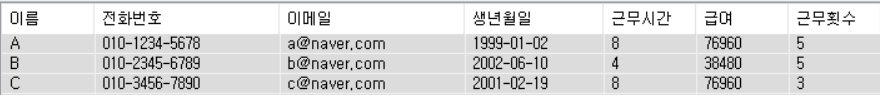 이름 전화번호 이메일 생년월일 근무시간 급여 근무횟수
A 010-1234-5678 a@naver.com 1999-01-02 8 76960 5
B 010-2345-6789 b@naver.com 2002-06-10 4 38480 5
C 010-3456-7890 c@naver.com 2001-02-19 8 76960 3